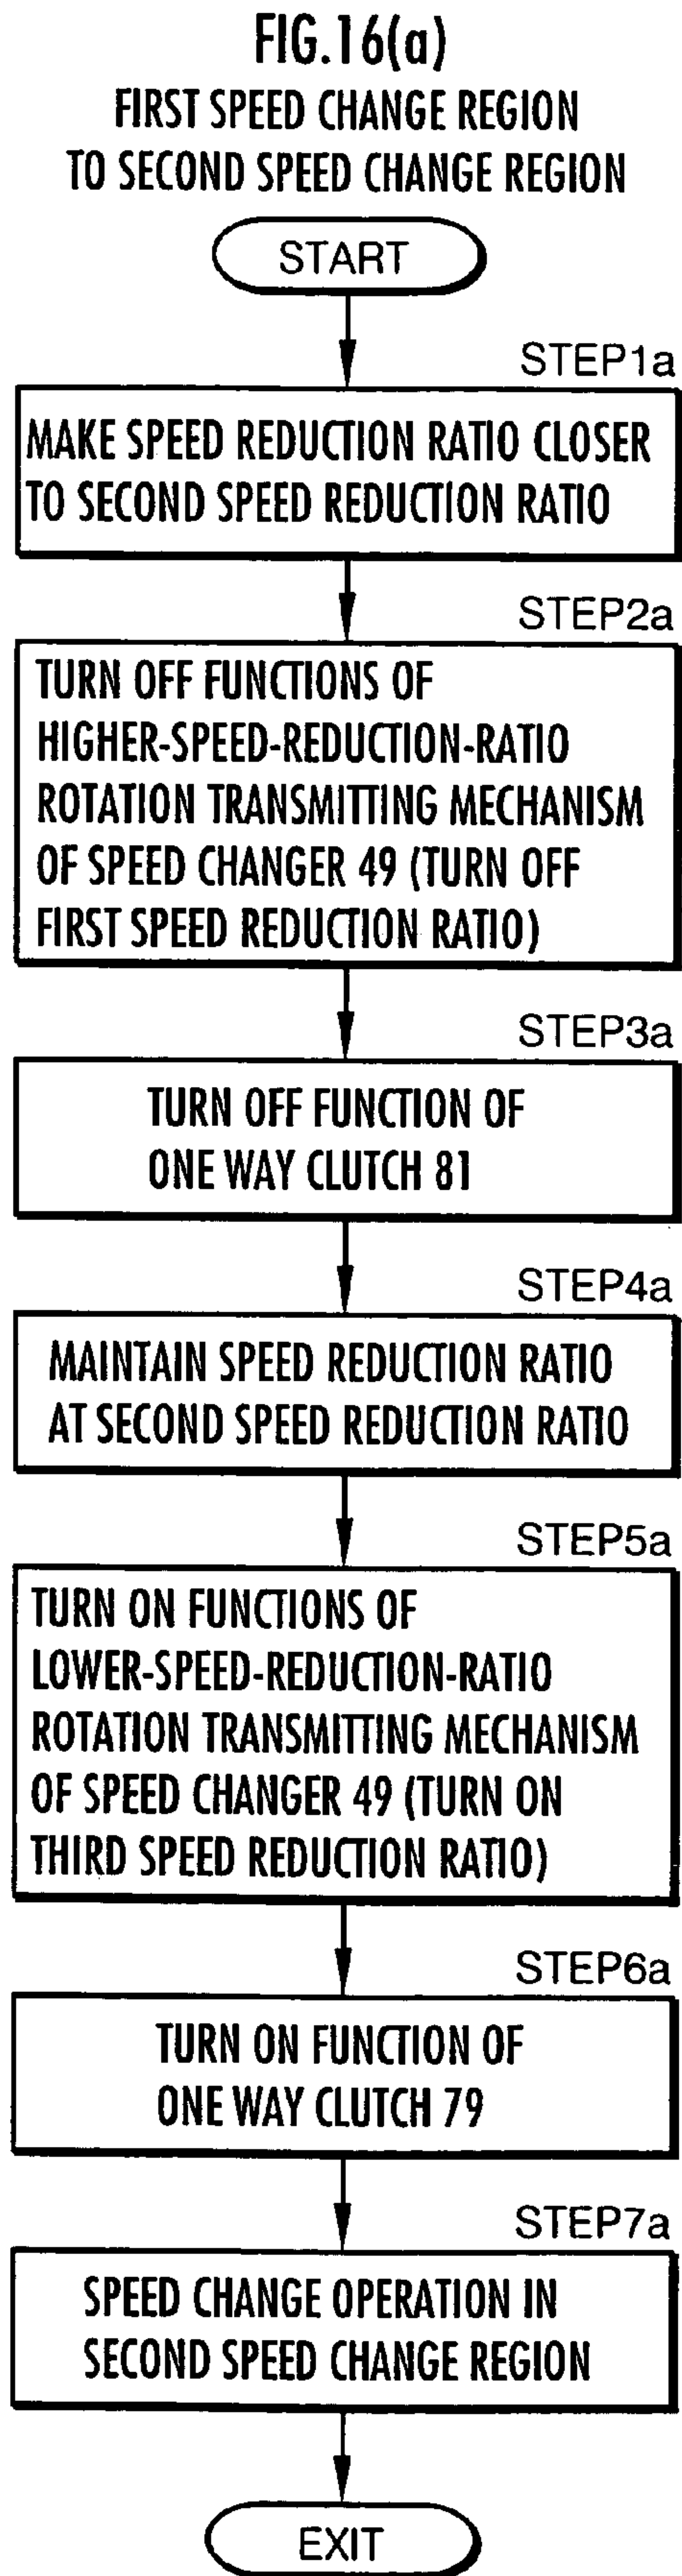 FIG.16(a)
FIRST SPEED CHANGE REGION
TO SECOND SPEED CHANGE REGION
START
STEP1a
MAKE SPEED REDUCTION RATIO CLOSER
TO SECOND SPEED REDUCTION RATIO
STEP2a
TURN OFF FUNCTIONS OF
HIGHER-SPEED-REDUCTION-RATIO
ROTATION TRANSMITTING MECHANISM
OF SPEED CHANGER 49 (TURN OFF
FIRST SPEED REDUCTION RATIO)
STEP3a
TURN OFF FUNCTION OF
ONE WAY CLUTCH 81
STEP4a
MAINTAIN SPEED REDUCTION RATIO
AT SECOND SPEED REDUCTION RATIO
STEP5a
TURN ON FUNCTIONS OF
LOWER-SPEED-REDUCTION-RATIO
ROTATION TRANSMITTING MECHANISM
OF SPEED CHANGER 49 (TURN ON
THIRD SPEED REDUCTION RATIO)
STEP6a
TURN ON FUNCTION OF
ONE WAY CLUTCH 79
STEP7a
SPEED CHANGE OPERATION IN
SECOND SPEED CHANGE REGION
EXIT